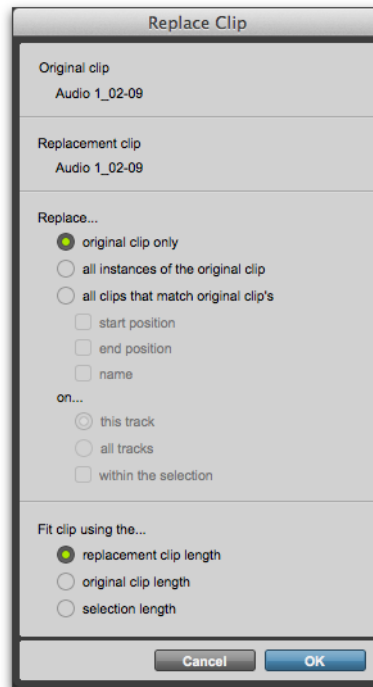 Replace Clip
Original clip
Audio 1_02-09
Replacement clip
Audio 1_02-09
Replace...
original clip only
all instances of the original clip
all clips that match original clip's
start position
end position
name
on...
this track
all tracks
within the selection
Fit clip using the...
replacement clip length
original clip length
selection length
Cancel OK